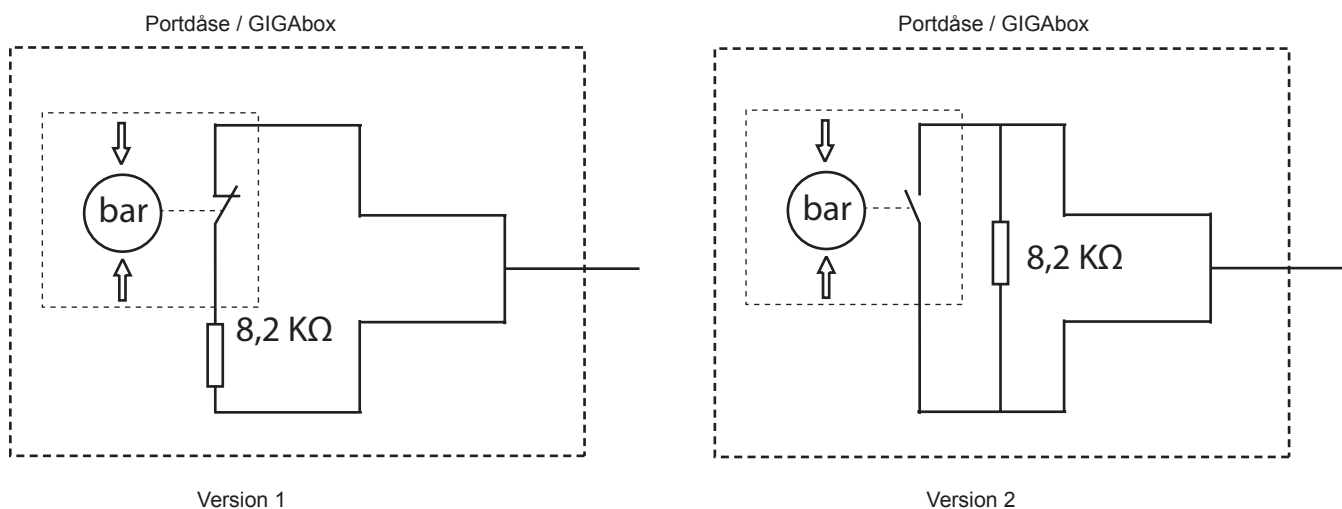 Portdåse / GIGAbox
bar
8,2 KΩ
Version 1
Portdåse / GIGAbox
bar
8,2 KΩ
Version 2